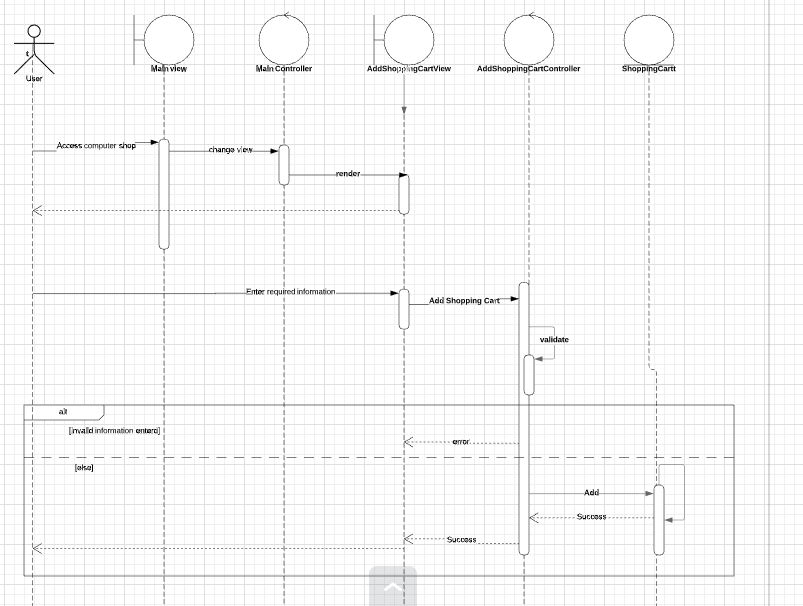 Main view
Main Controller
AddShoppingCartView
AddShoppingCartController
ShoppingCartt
t
User
Access computer shop
change view
render
Enter required information
Add Shopping Cart
validate
alt
[invalid information enterd]
error
[else]
Add
Success
Success